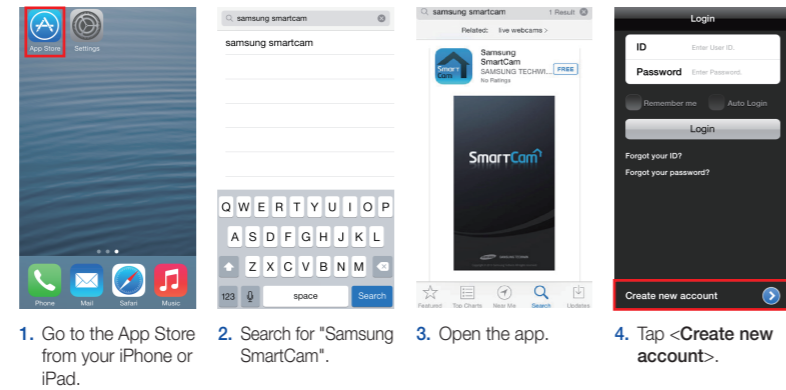 App Store
Settings
Phone
Mail
Safari
Music
samsung smartcam
samsung smartcam
Q W E R T Y U I O P
A S D F G H J K L
Z X C V B N M
123 space Search
samsung smartcam 1 Result
Related: live webcams >
Samsung
SmartCam
SAMSUNG TECHWI...
FREE
No Ratings
Smart
Cam
SmartCam
SAMSUNG TECHWIN
Featured
Top Charts
Near Me
Search
Updates
Login
ID Enter User ID.
Password Enter Password.
Remember me Auto Login
Login
Forgot your ID?
Forgot your password?
Create new account
1. Go to the App Store
from your iPhone or
iPad.
2. Search for "Samsung
SmartCam".
3. Open the app.
4. Tap <Create new
account>.